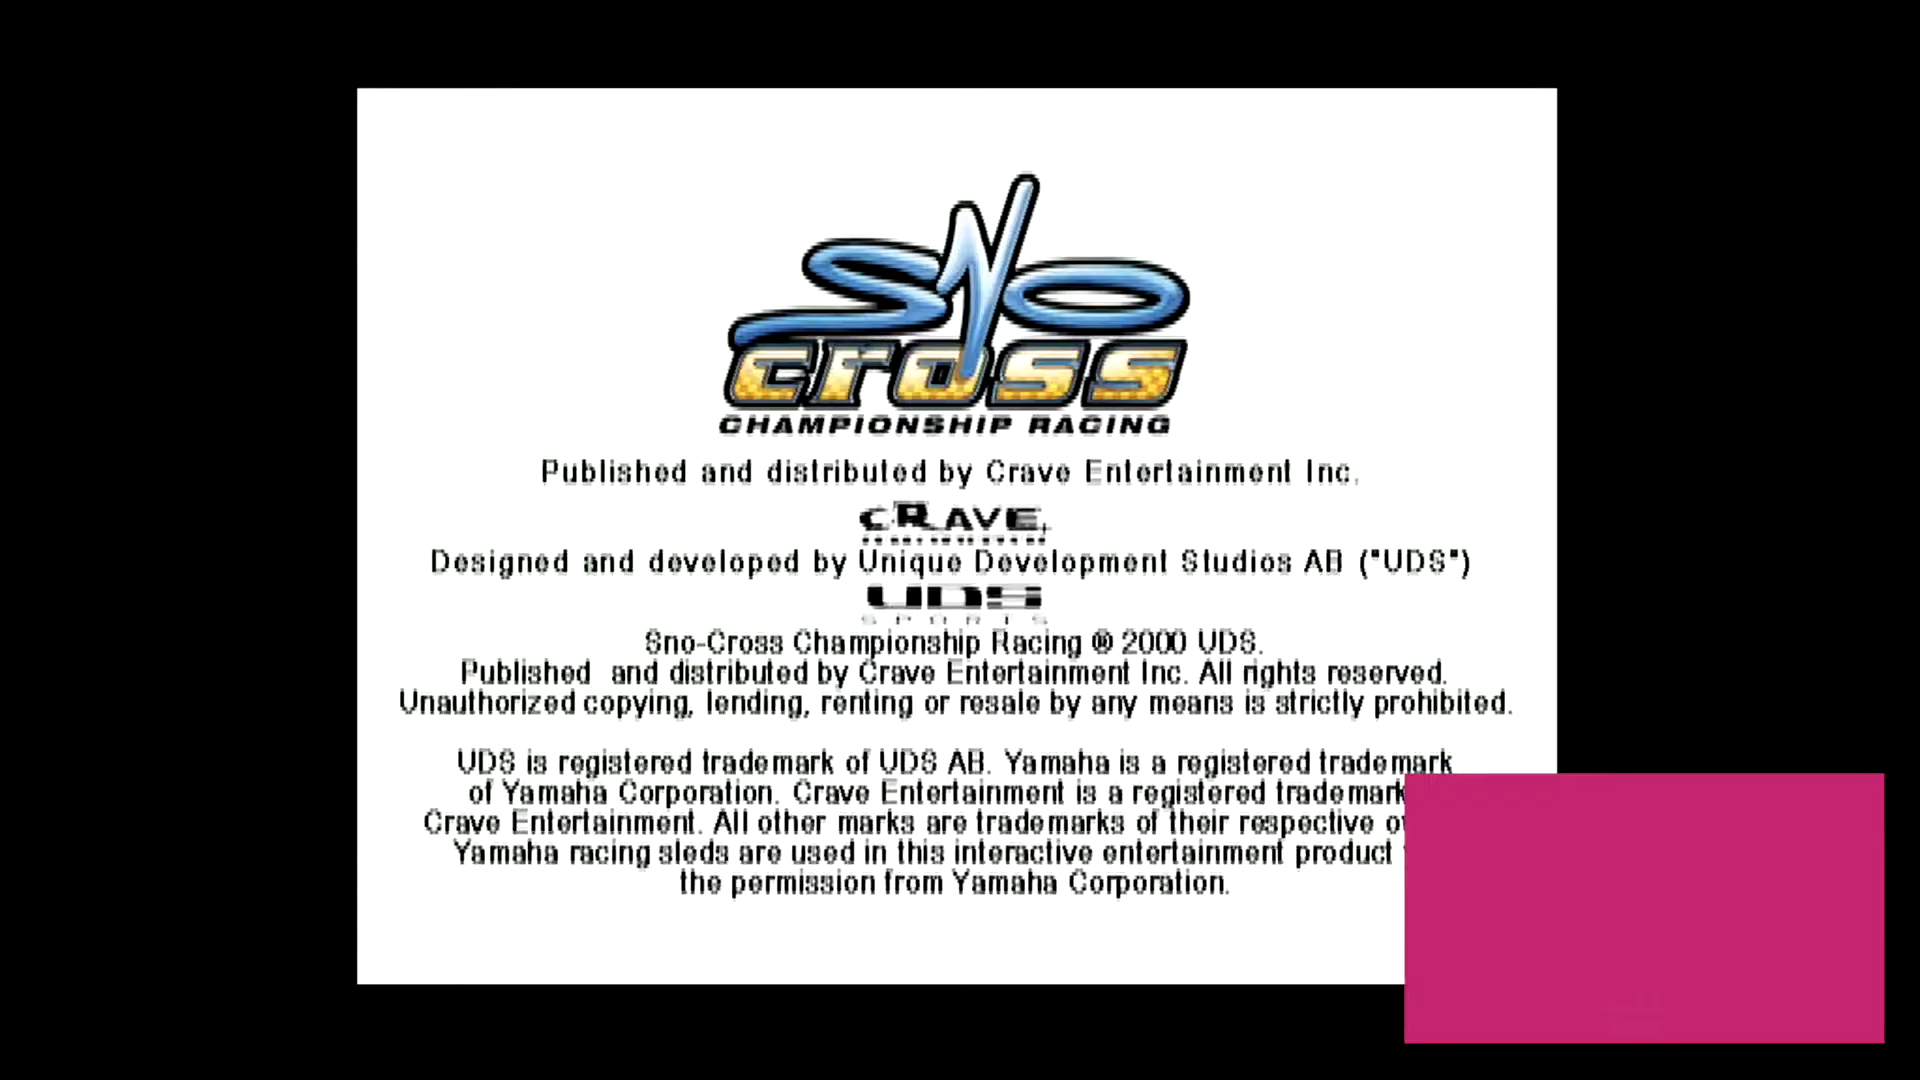 SNO
cross
CHAMPIONSHIP RACING
Published and distributed by Crave Entertainment Inc.
CRAVE
Designed and developed by Unique Development Studios AB ("UDS")
UDS
SPORTS
Sno-Cross Championship Racing ® 2000 UDS.
Published and distributed by Crave Entertainment Inc. All rights reserved.
Unauthorized copying, lending, renting or resale by any means is strictly prohibited.
UDS is registered trademark of UDS AB. Yamaha is a registered trademark
of Yamaha Corporation. Crave Entertainment is a registered trademark
Crave Entertainment. All other marks are trademarks of their respective
Yamaha racing sleds are used in this interactive entertainment product
the permission from Yamaha Corporation.